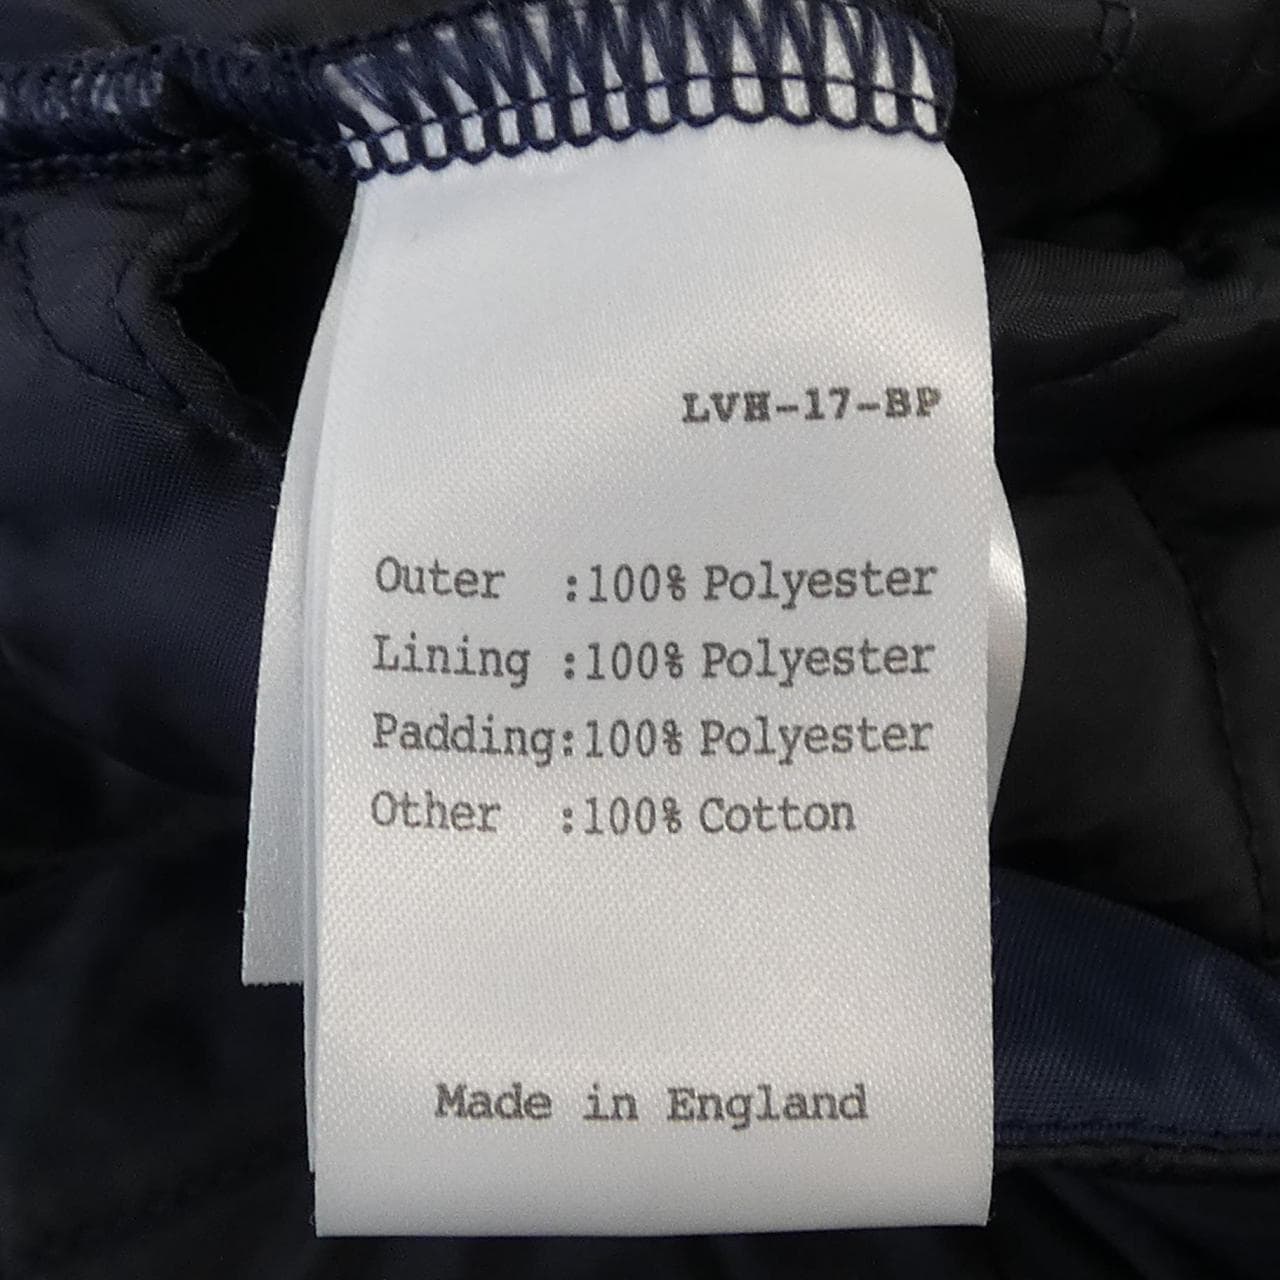 LVH-17-BP
Outer :100% Polyester
Lining :100% Polyester
Padding:100% Polyester
Other :100% Cotton
Made in England